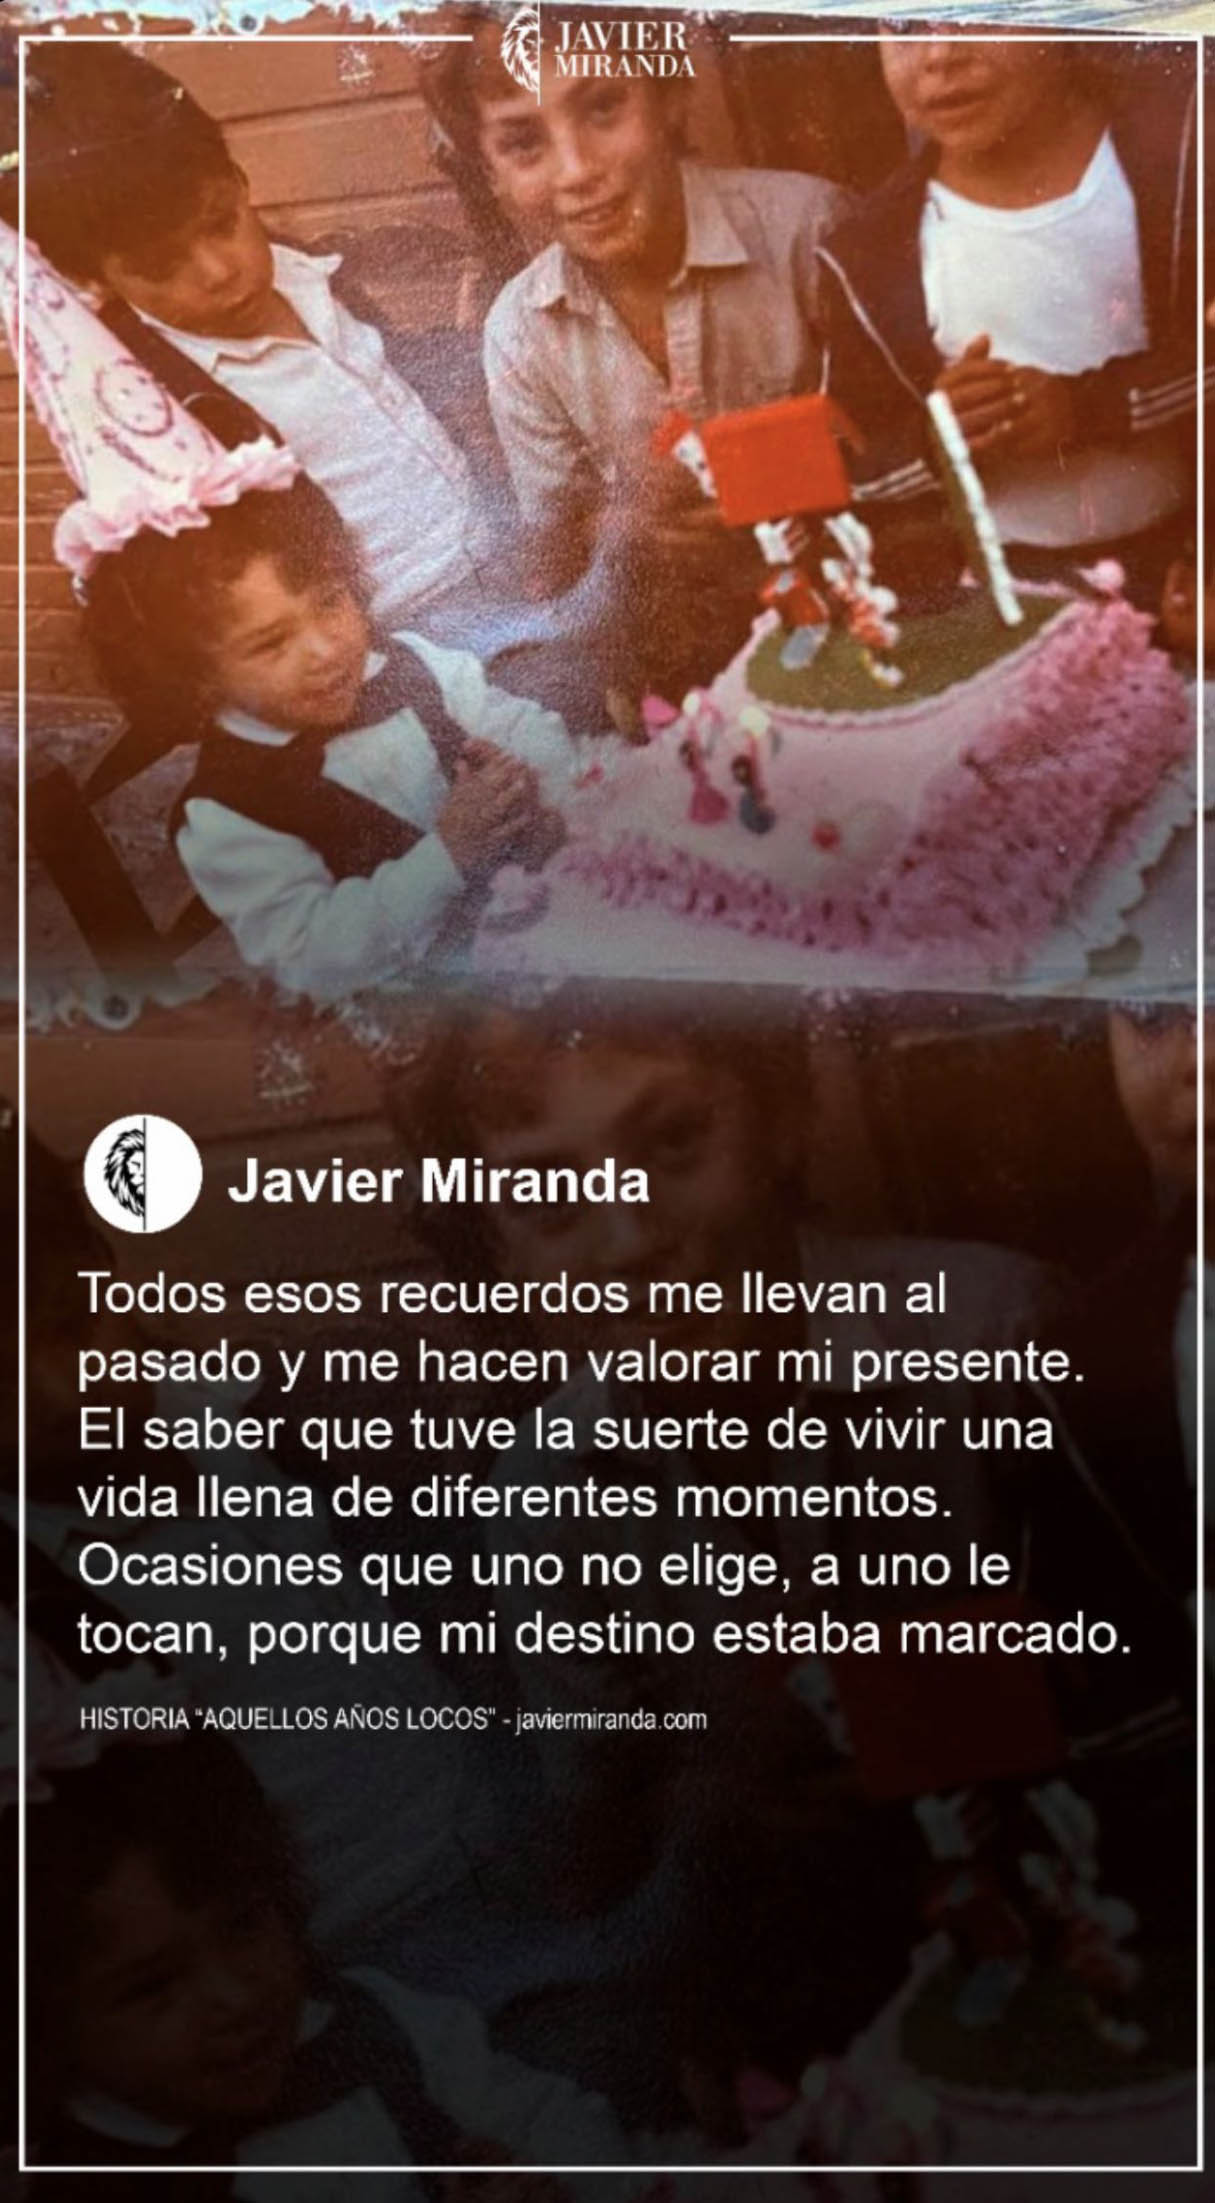 JAVIER
MIRANDA
Javier Miranda
Todos esos recuerdos me llevan al
pasado y me hacen valorar mi presente.
El saber que tuve la suerte de vivir una
vida llena de diferentes momentos.
Ocasiones que uno no elige, a uno le
tocan, porque mi destino estaba marcado.
HISTORIA “AQUELLOS AÑOS LOCOS” - javiermiranda.com